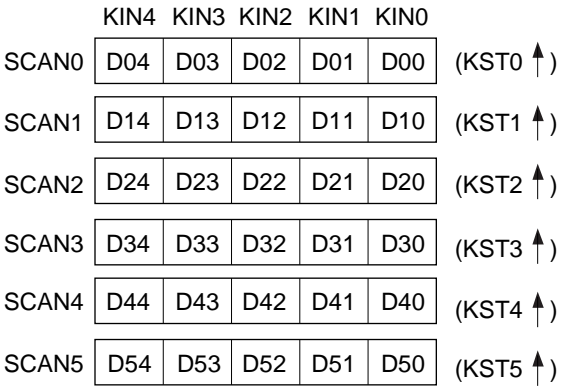 KIN4 KIN3 KIN2 KIN1 KIN0
SCAN0 D04 D03 D02 D01 D00 (KST0 ↑)
SCAN1 D14 D13 D12 D11 D10 (KST1 ↑)
SCAN2 D24 D23 D22 D21 D20 (KST2 ↑)
SCAN3 D34 D33 D32 D31 D30 (KST3 ↑)
SCAN4 D44 D43 D42 D41 D40 (KST4 ↑)
SCAN5 D54 D53 D52 D51 D50 (KST5 ↑)